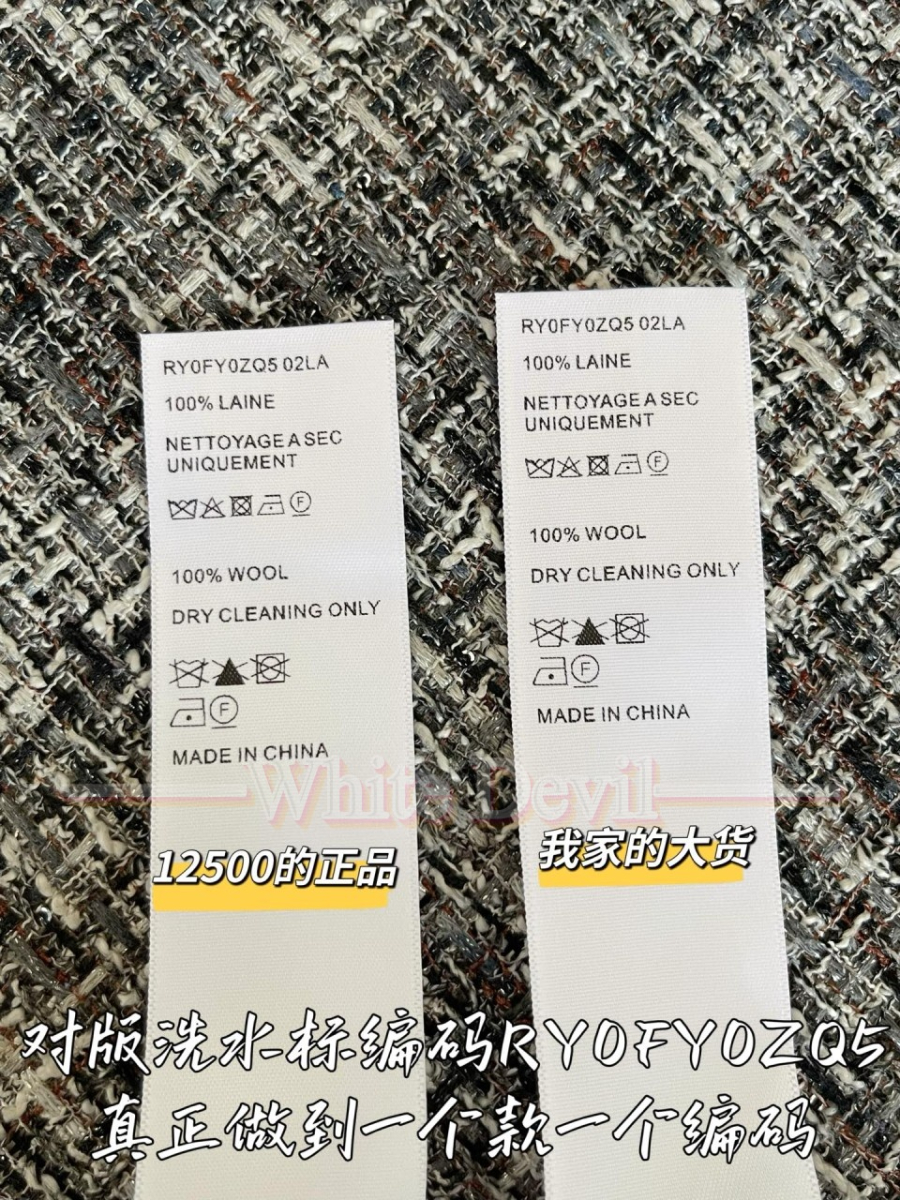 RY0FY0ZQ5 02LA
100% LAINE
NETTOYAGE A SEC
UNIQUEMENT
F
100% WOOL
DRY CLEANING ONLY
F
MADE IN CHINA
RY0FY0ZQ5 02LA
100% LAINE
NETTOYAGE A SEC
UNIQUEMENT
F
100% WOOL
DRY CLEANING ONLY
F
MADE IN CHINA
White Devil
12500的正品
我家的大货
对版洗水标编码RY0FY0ZQ5
真正做到一个款一个编码